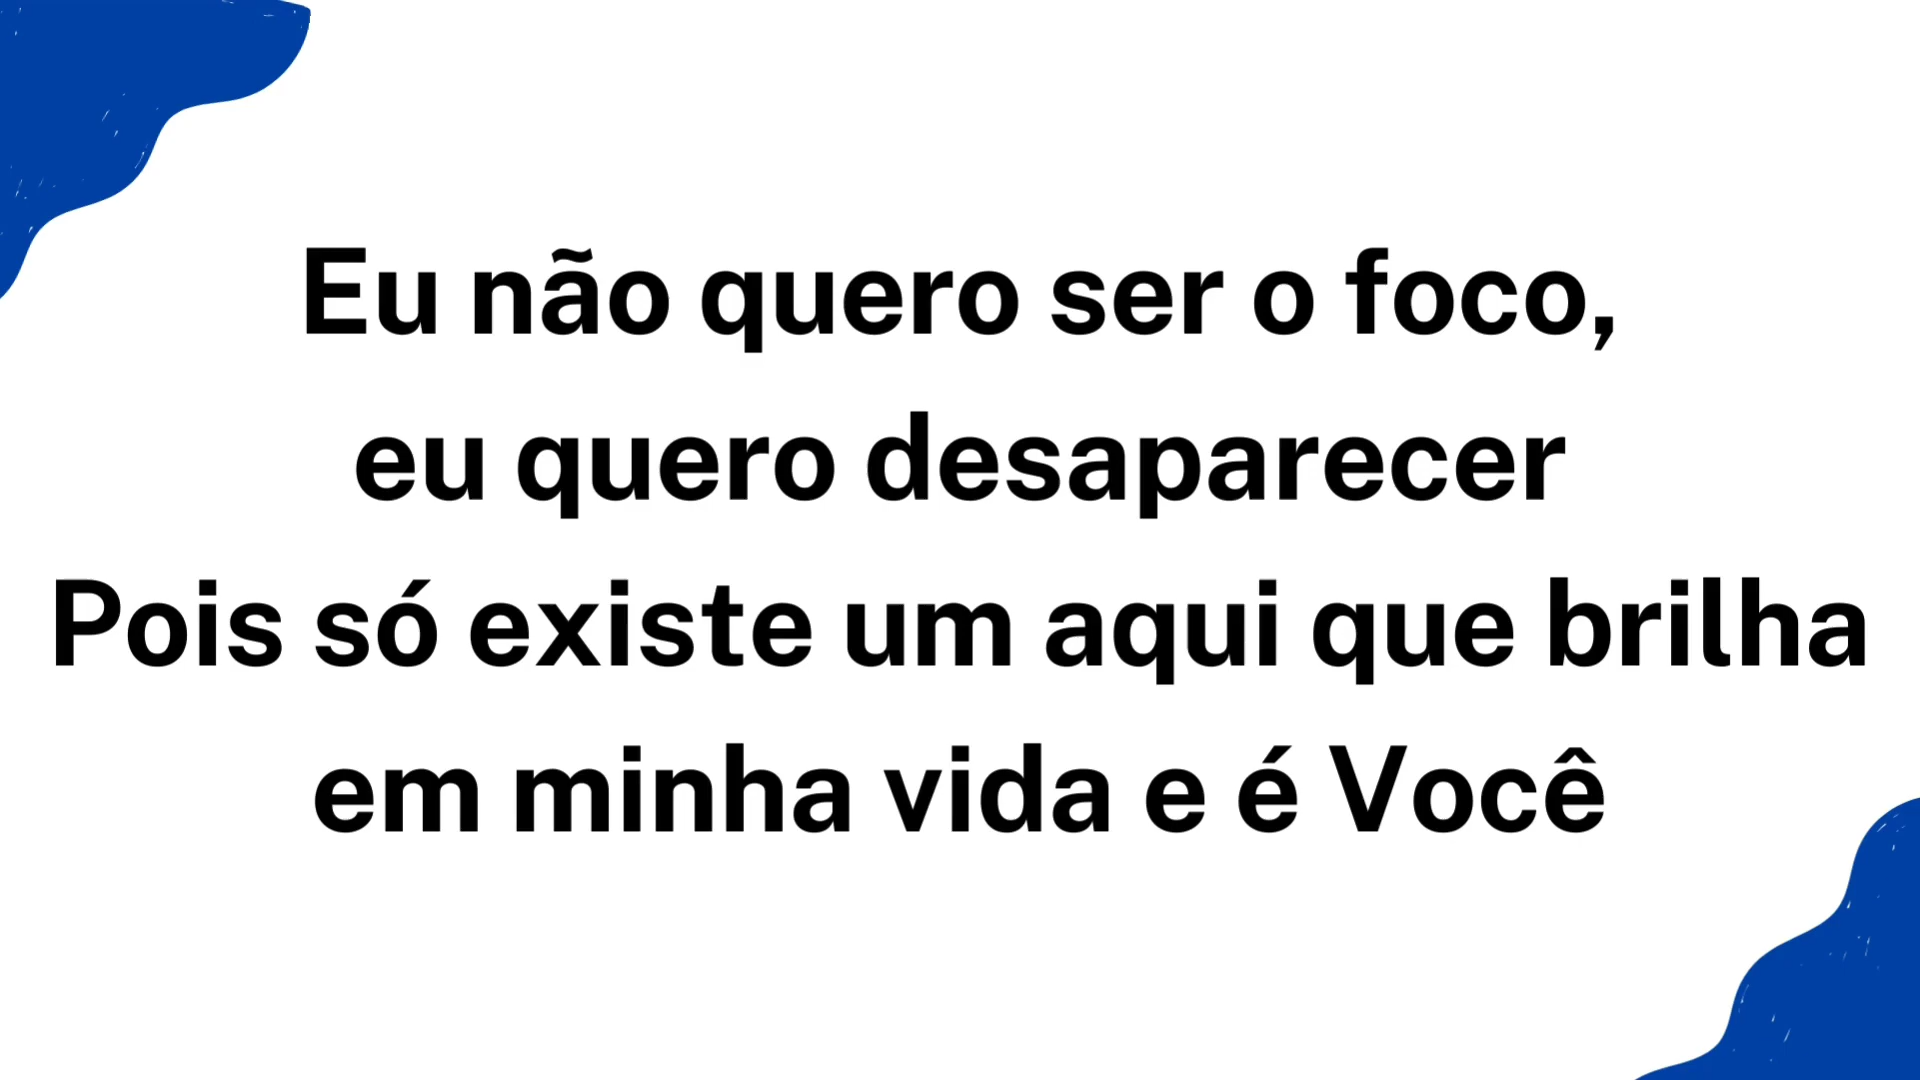 Eu não quero ser o foco,
eu quero desaparecer
Pois só existe um aqui que brilha
em minha vida e é Você